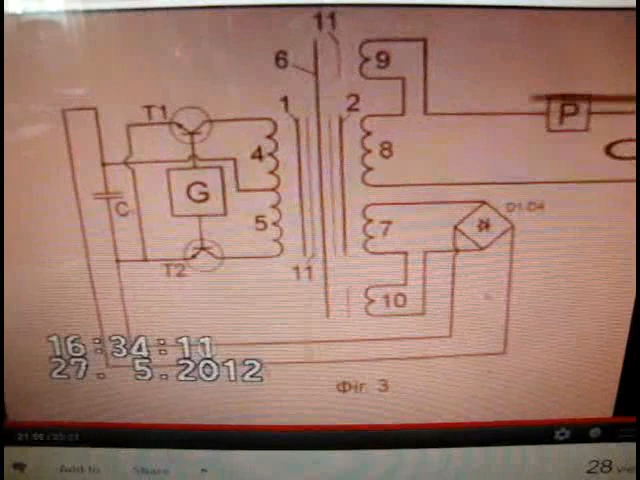 11
6
9
T1
1
2
P
4
8
G
C
5
7
D1-D4
T2
11
10
16:34:11
27. 5.2012
Фіг 3
Add to
Share
28